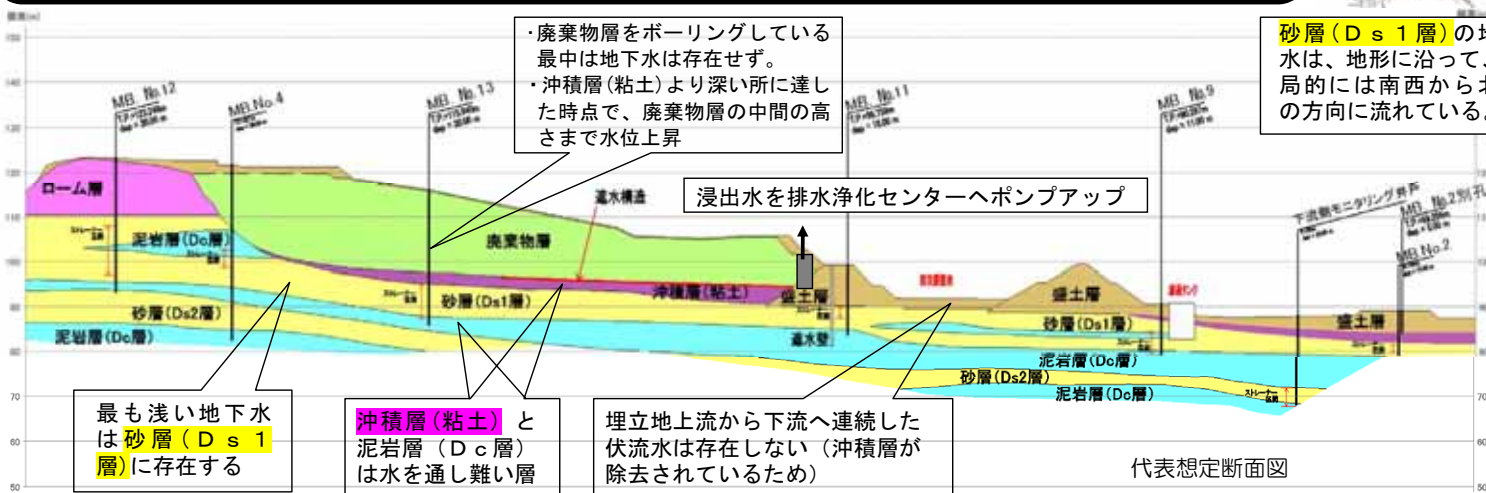 標高(m)
150
140
130
120
110
100
90
80
70
60
50
・廃棄物層をボーリングしている
最中は地下水は存在せず。
・沖積層(粘土)より深い所に達し
た時点で、廃棄物層の中間の高
さまで水位上昇
砂層(Ds1層)の
水は、地形に沿って、
局的には南西から
の方向に流れている
MB. No.12
MB.No.4
MB. No.13
MB. No.11
MB. No.9
下流側モニタリング井戸
MB. No.2別孔
MB.No.2
浸出水を排水浄化センターへポンプアップ
遮水構造
ローム層
泥岩層(Dc層)
廃棄物層
沖積層(粘土)
盛土層
盛土層
盛土層
砂層(Ds1層)
砂層(Ds1層)
砂層(Ds2層)
遮水壁
泥岩層(Dc層)
泥岩層(Dc層)
砂層(Ds2層)
泥岩層(Dc層)
最も浅い地下水
は砂層(Ds1
層)に存在する
沖積層(粘土)と
泥岩層(Dc層)
は水を通し難い層
埋立地上流から下流へ連続した
伏流水は存在しない(沖積層が
除去されているため)
代表想定断面図